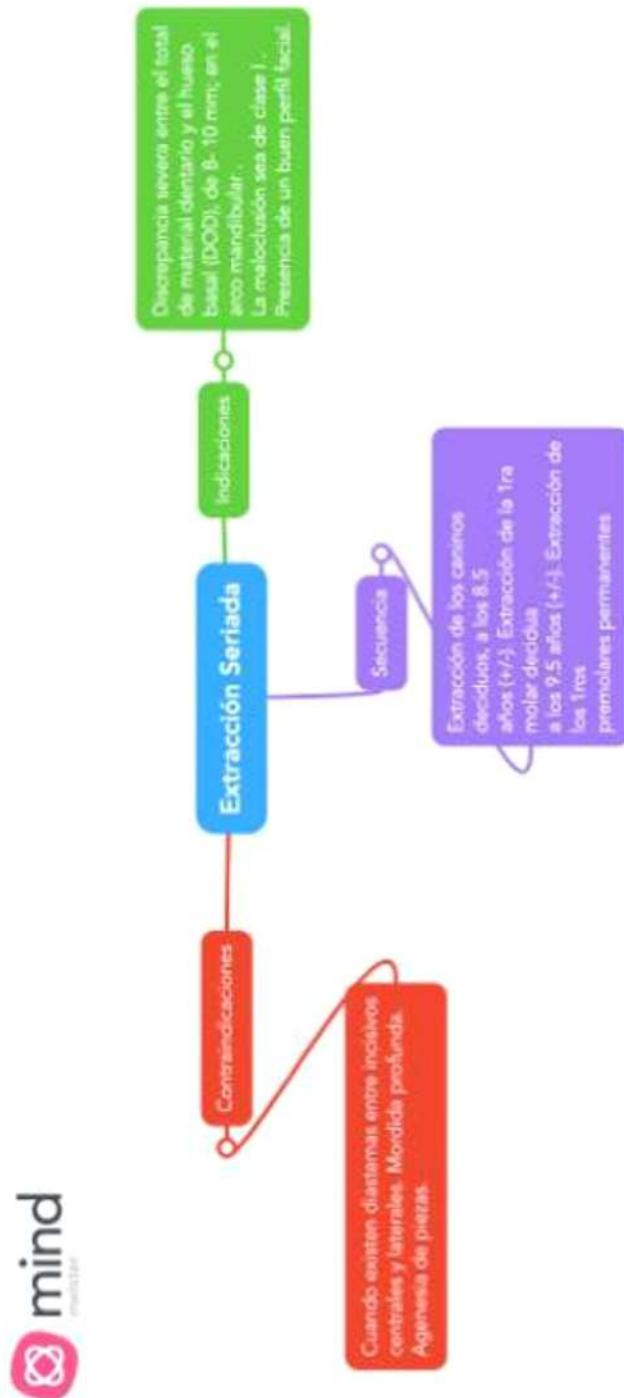 mind
meister
Extracción Seriada
Indicaciones
Discrepancia severa entre el total
de material dentario y el hueso
basal (DOD), de 8- 10 mm; en el
arco mandibular .
La maloclusión sea de clase I .
Presencia de un buen perfil facial.
Secuencia
Extracción de los caninos
deciduos, a los 8.5
años (+/-). Extracción de la 1ra
molar decidua
a los 9.5 años (+/-). Extracción de
los 1ros
premolares permanentes
Contraindicaciones
Cuando existen diastemas entre incisivos
centrales y laterales. Mordida profunda.
Agenesia de piezas